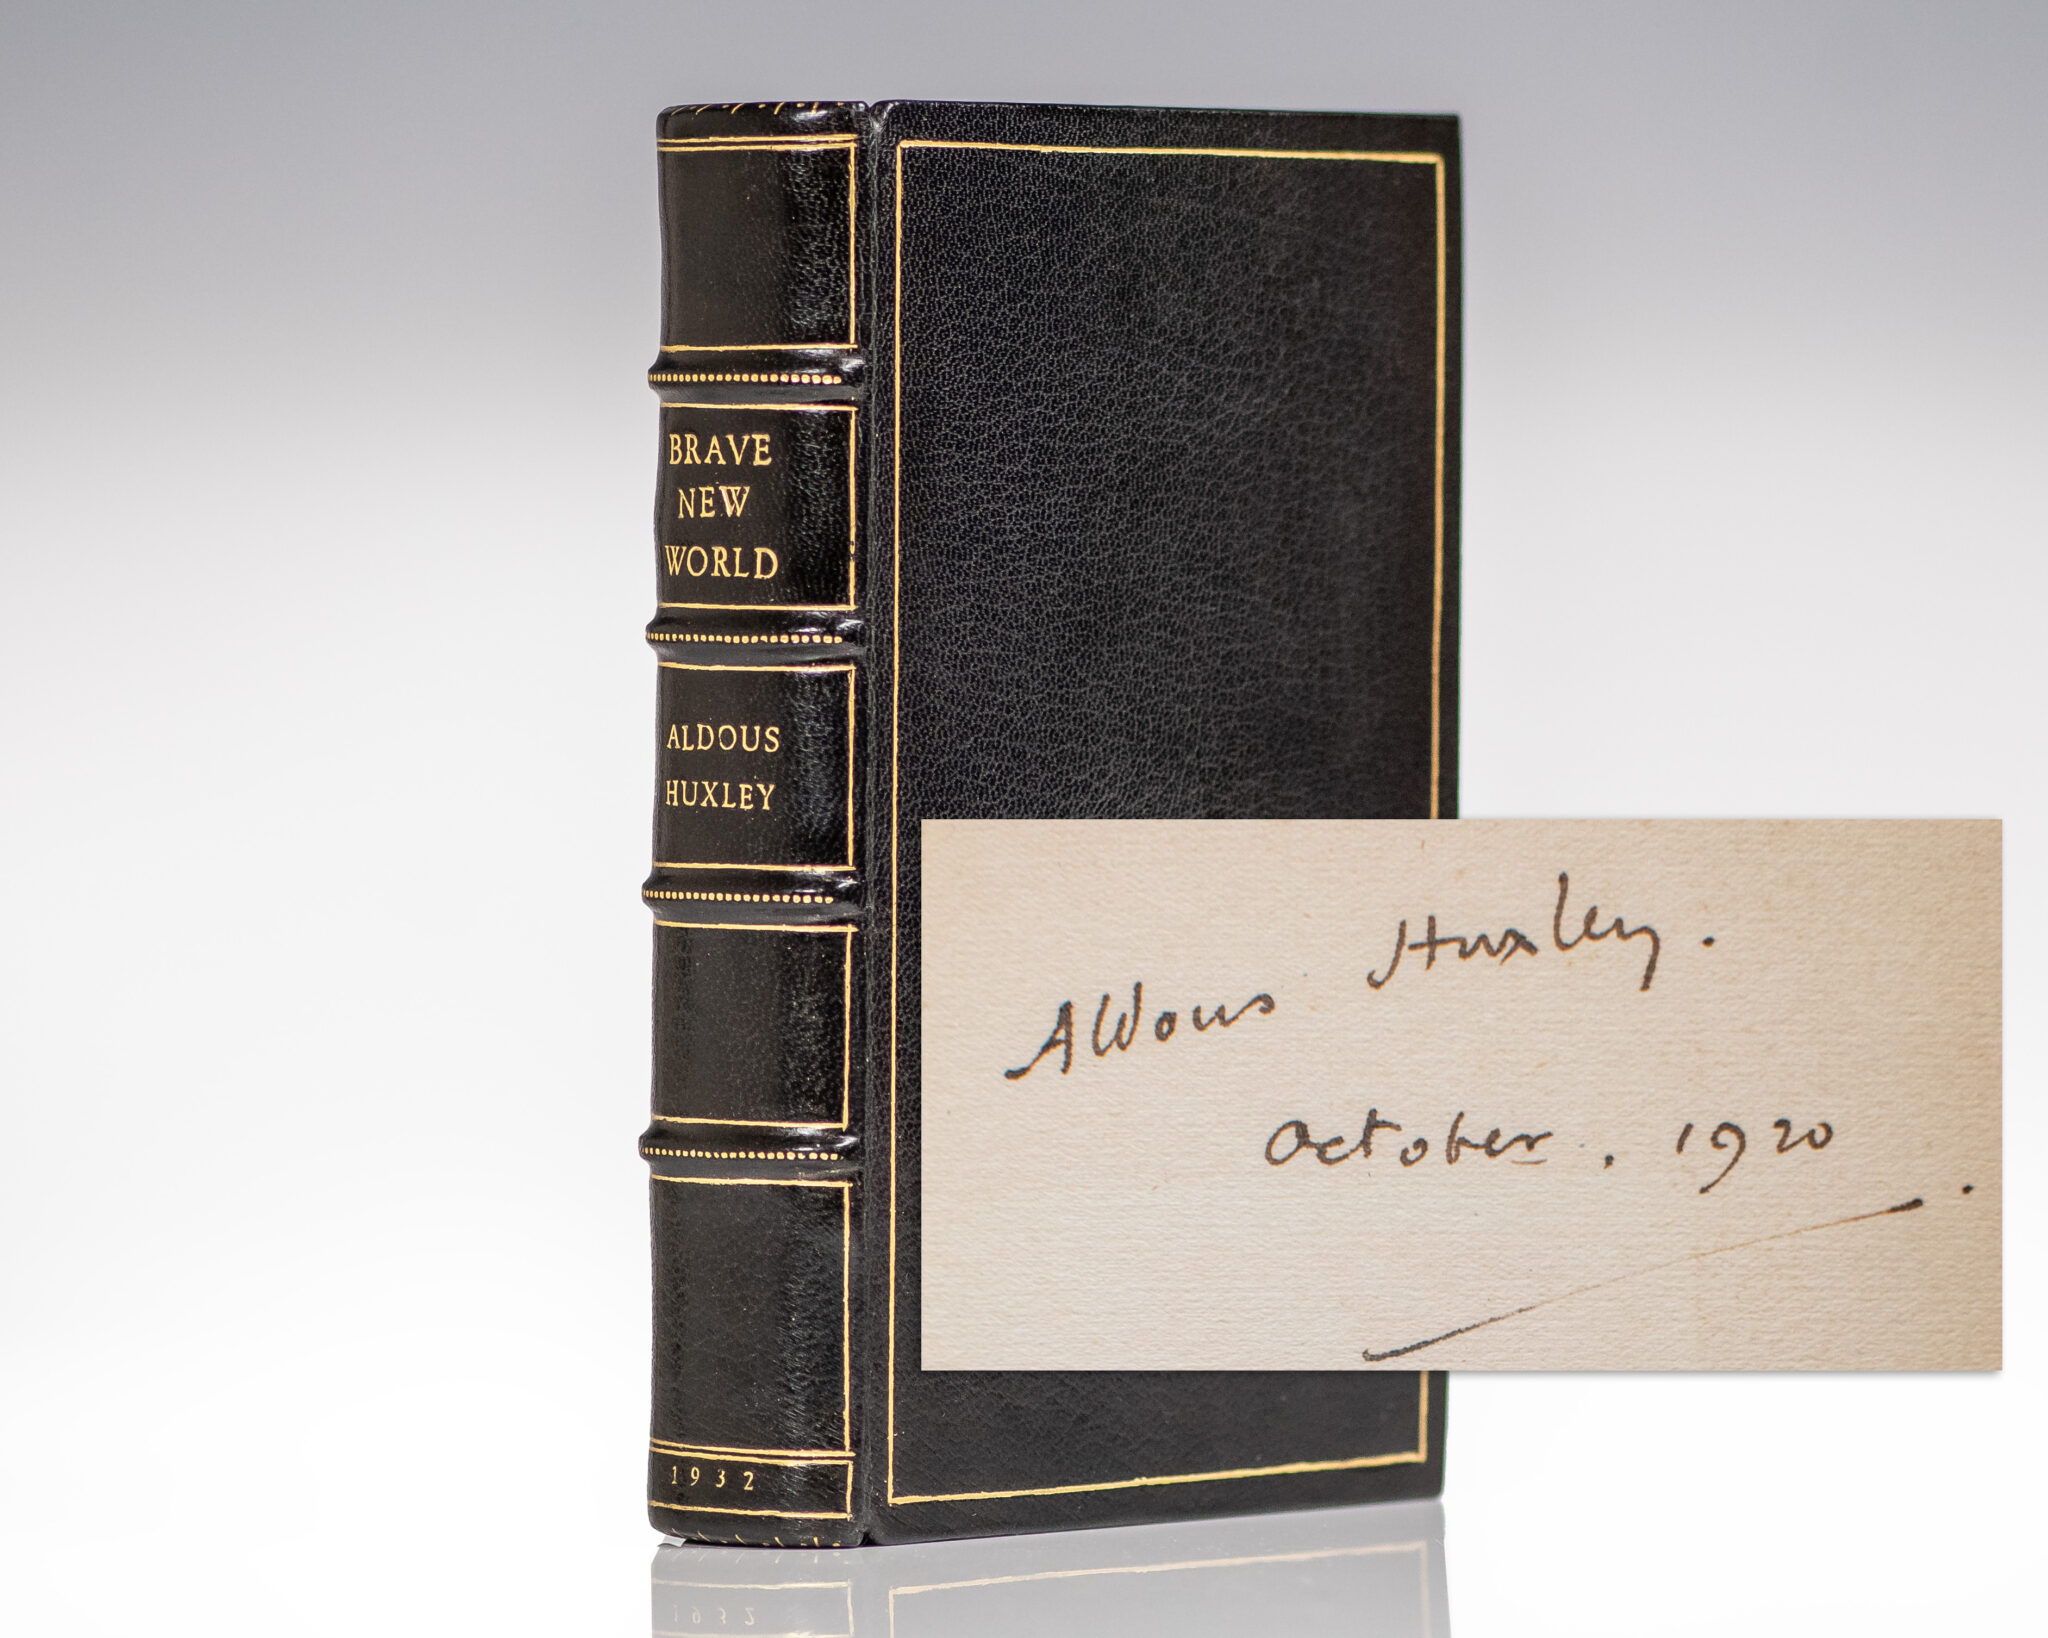 BRAVE
NEW
WORLD
ALDOUS
HUXLEY
1932
Aldous Huxley.
October. 1920